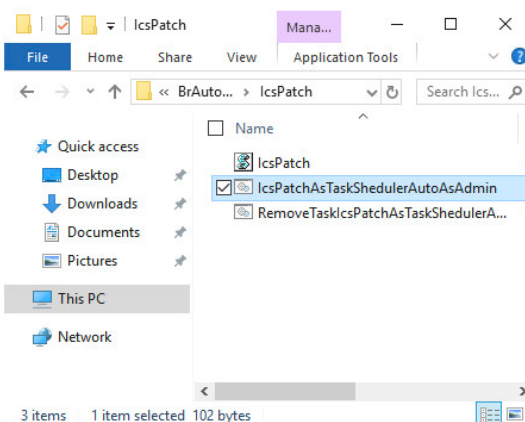 IcsPatch
Mana...
File
Home
Share
View
Application Tools
« BrAuto... > IcsPatch
Search Ics...
Quick access
Desktop
Downloads
Documents
Pictures
This PC
Network
Name
IcsPatch
IcsPatchAsTaskShedulerAutoAsAdmin
RemoveTaskIcsPatchAsTaskShedulerA...
3 items
1 item selected 102 bytes